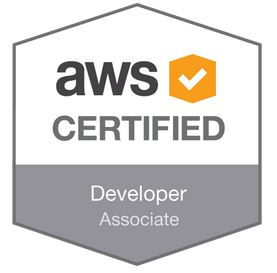 aws
CERTIFIED
Developer
Associate